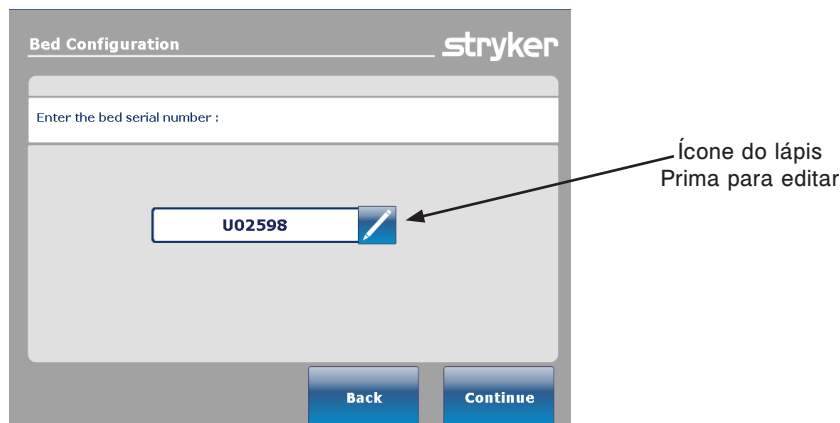 Bed Configuration
stryker
Enter the bed serial number :
Ícone do lápis
Prima para editar
U02598
Back
Continue